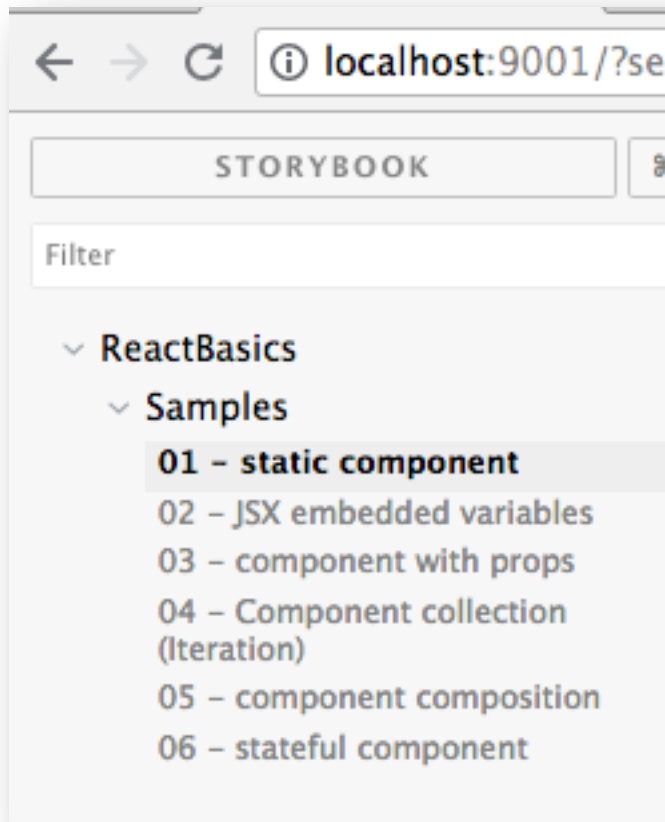 localhost:9001/?se
STORYBOOK
⌘
Filter
ReactBasics
Samples
01 – static component
02 – JSX embedded variables
03 – component with props
04 – Component collection
(Iteration)
05 – component composition
06 – stateful component